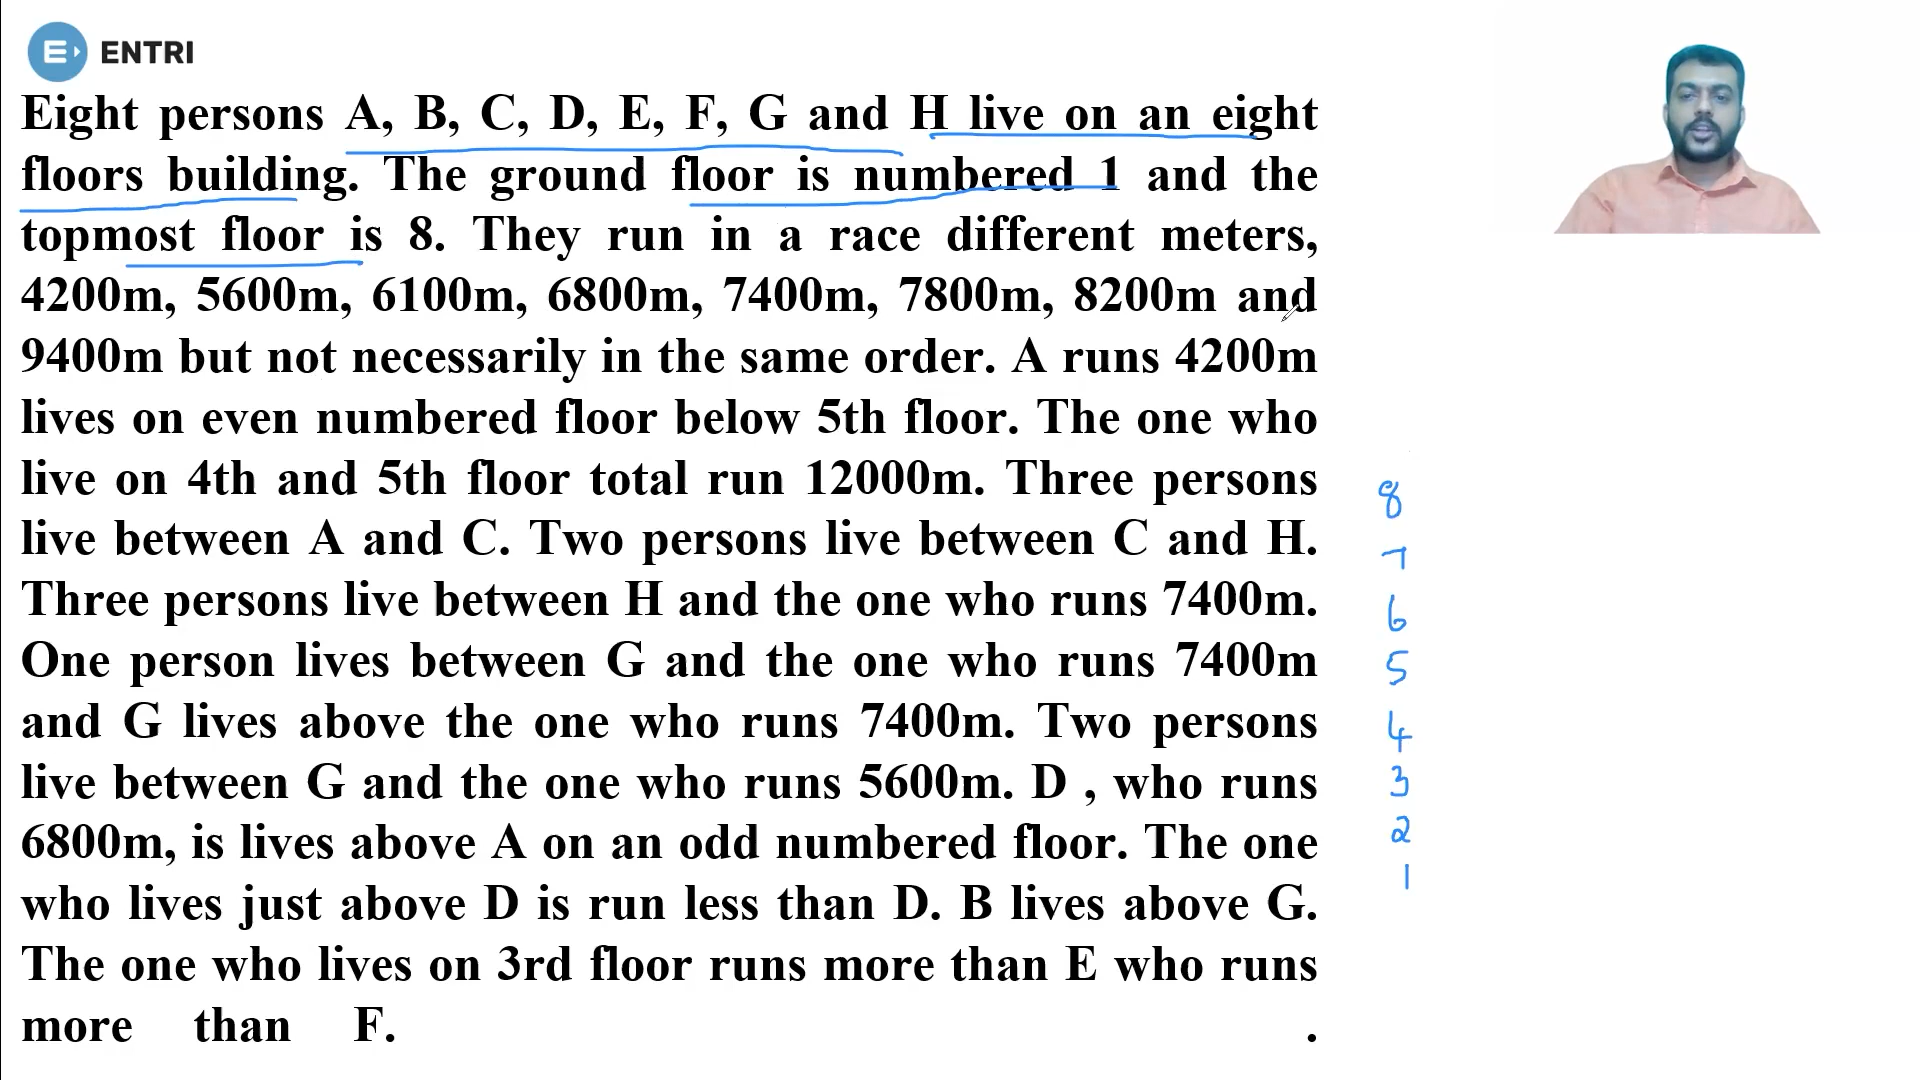 ENTRI
Eight persons A, B, C, D, E, F, G and H live on an eight
floors building. The ground floor is numbered 1 and the
topmost floor is 8. They run in a race different meters,
4200m, 5600m, 6100m, 6800m, 7400m, 7800m, 8200m and
9400m but not necessarily in the same order. A runs 4200m
lives on even numbered floor below 5th floor. The one who
live on 4th and 5th floor total run 12000m. Three persons
live between A and C. Two persons live between C and H.
Three persons live between H and the one who runs 7400m.
One person lives between G and the one who runs 7400m
and G lives above the one who runs 7400m. Two persons
live between G and the one who runs 5600m. D , who runs
6800m, is lives above A on an odd numbered floor. The one
who lives just above D is run less than D. B lives above G.
The one who lives on 3rd floor runs more than E who runs
more than F. .
8
7
6
5
4
3
2
1